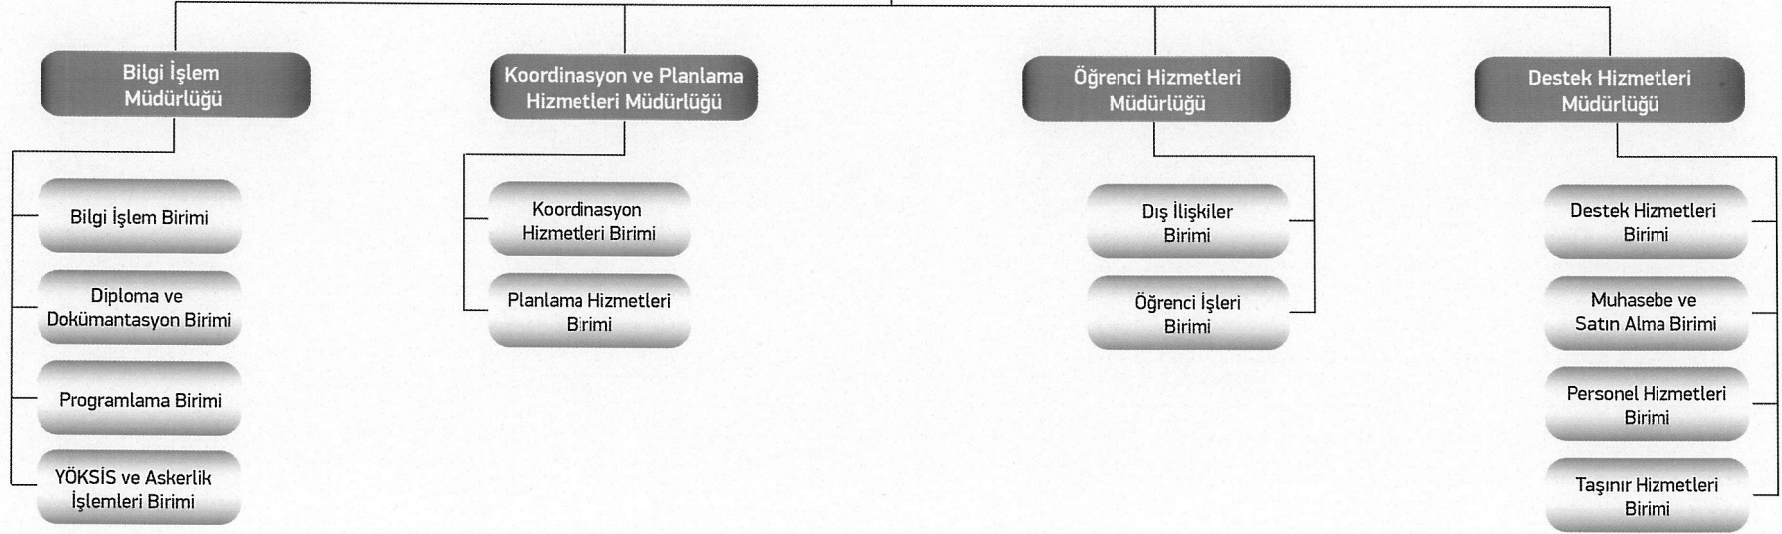 Bilgi İşlem
Müdürlüğü
Bilgi İşlem Birimi
Diploma ve
Dokümantasyon Birimi
Programlama Birimi
YÖKSİS ve Askerlik
İşlemleri Birimi
Koordinasyon ve Planlama
Hizmetleri Müdürlüğü
Koordinasyon
Hizmetleri Birimi
Planlama Hizmetleri
Birimi
Öğrenci Hizmetleri
Müdürlüğü
Dış İlişkiler
Birimi
Öğrenci İşleri
Birimi
Destek Hizmetleri
Müdürlüğü
Destek Hizmetleri
Birimi
Muhasebe ve
Satın Alma Birimi
Personel Hizmetleri
Birimi
Taşınır Hizmetleri
Birimi